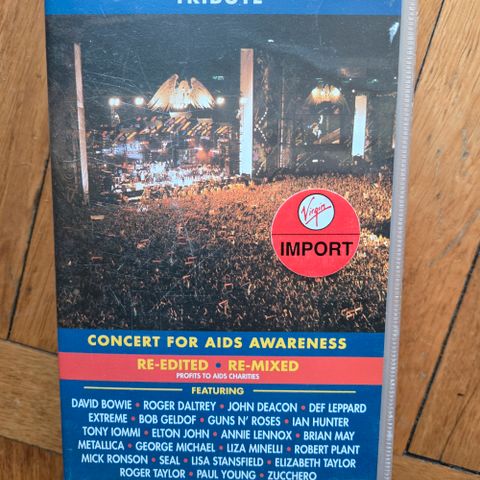 TRIBUTE
Virgin
IMPORT
CONCERT FOR AIDS AWARENESS
RE-EDITED • RE-MIXED
PROFITS TO AIDS CHARITIES
FEATURING
DAVID BOWIE • ROGER DALTREY • JOHN DEACON • DEF LEPPARD
EXTREME • BOB GELDOF • GUNS N' ROSES • IAN HUNTER
TONY IOMMI • ELTON JOHN • ANNIE LENNOX • BRIAN MAY
METALLICA • GEORGE MICHAEL • LIZA MINELLI • ROBERT PLANT
MICK RONSON • SEAL • LISA STANSFIELD • ELIZABETH TAYLOR
ROGER TAYLOR • PAUL YOUNG • ZUCCHERO